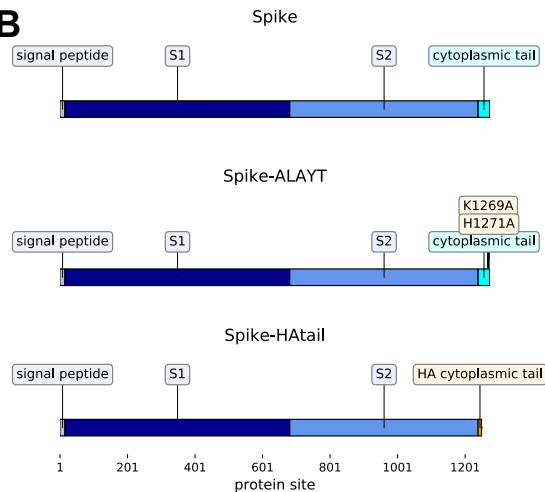 B
Spike
signal peptide S1 S2 cytoplasmic tail
Spike-ALAYT
K1269A
H1271A
signal peptide S1 S2 cytoplasmic tail
Spike-HAtail
signal peptide S1 S2 HA cytoplasmic tail
1 201 401 601 801 1001 1201
protein site